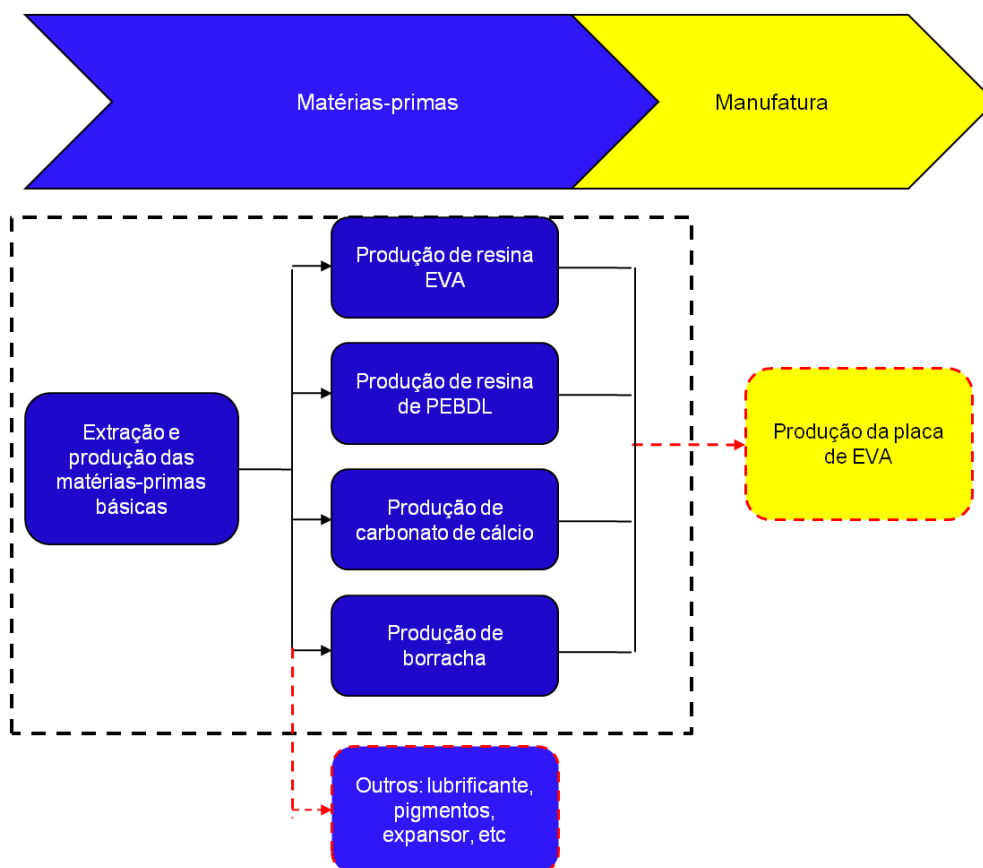 Matérias-primas
Manufatura
Produção de resina
EVA
Produção de resina
de PEBDL
Extração e
produção das
matérias-primas
básicas
Produção da placa
de EVA
Produção de
carbonato de cálcio
Produção de
borracha
Outros: lubrificante,
pigmentos,
expansor, etc